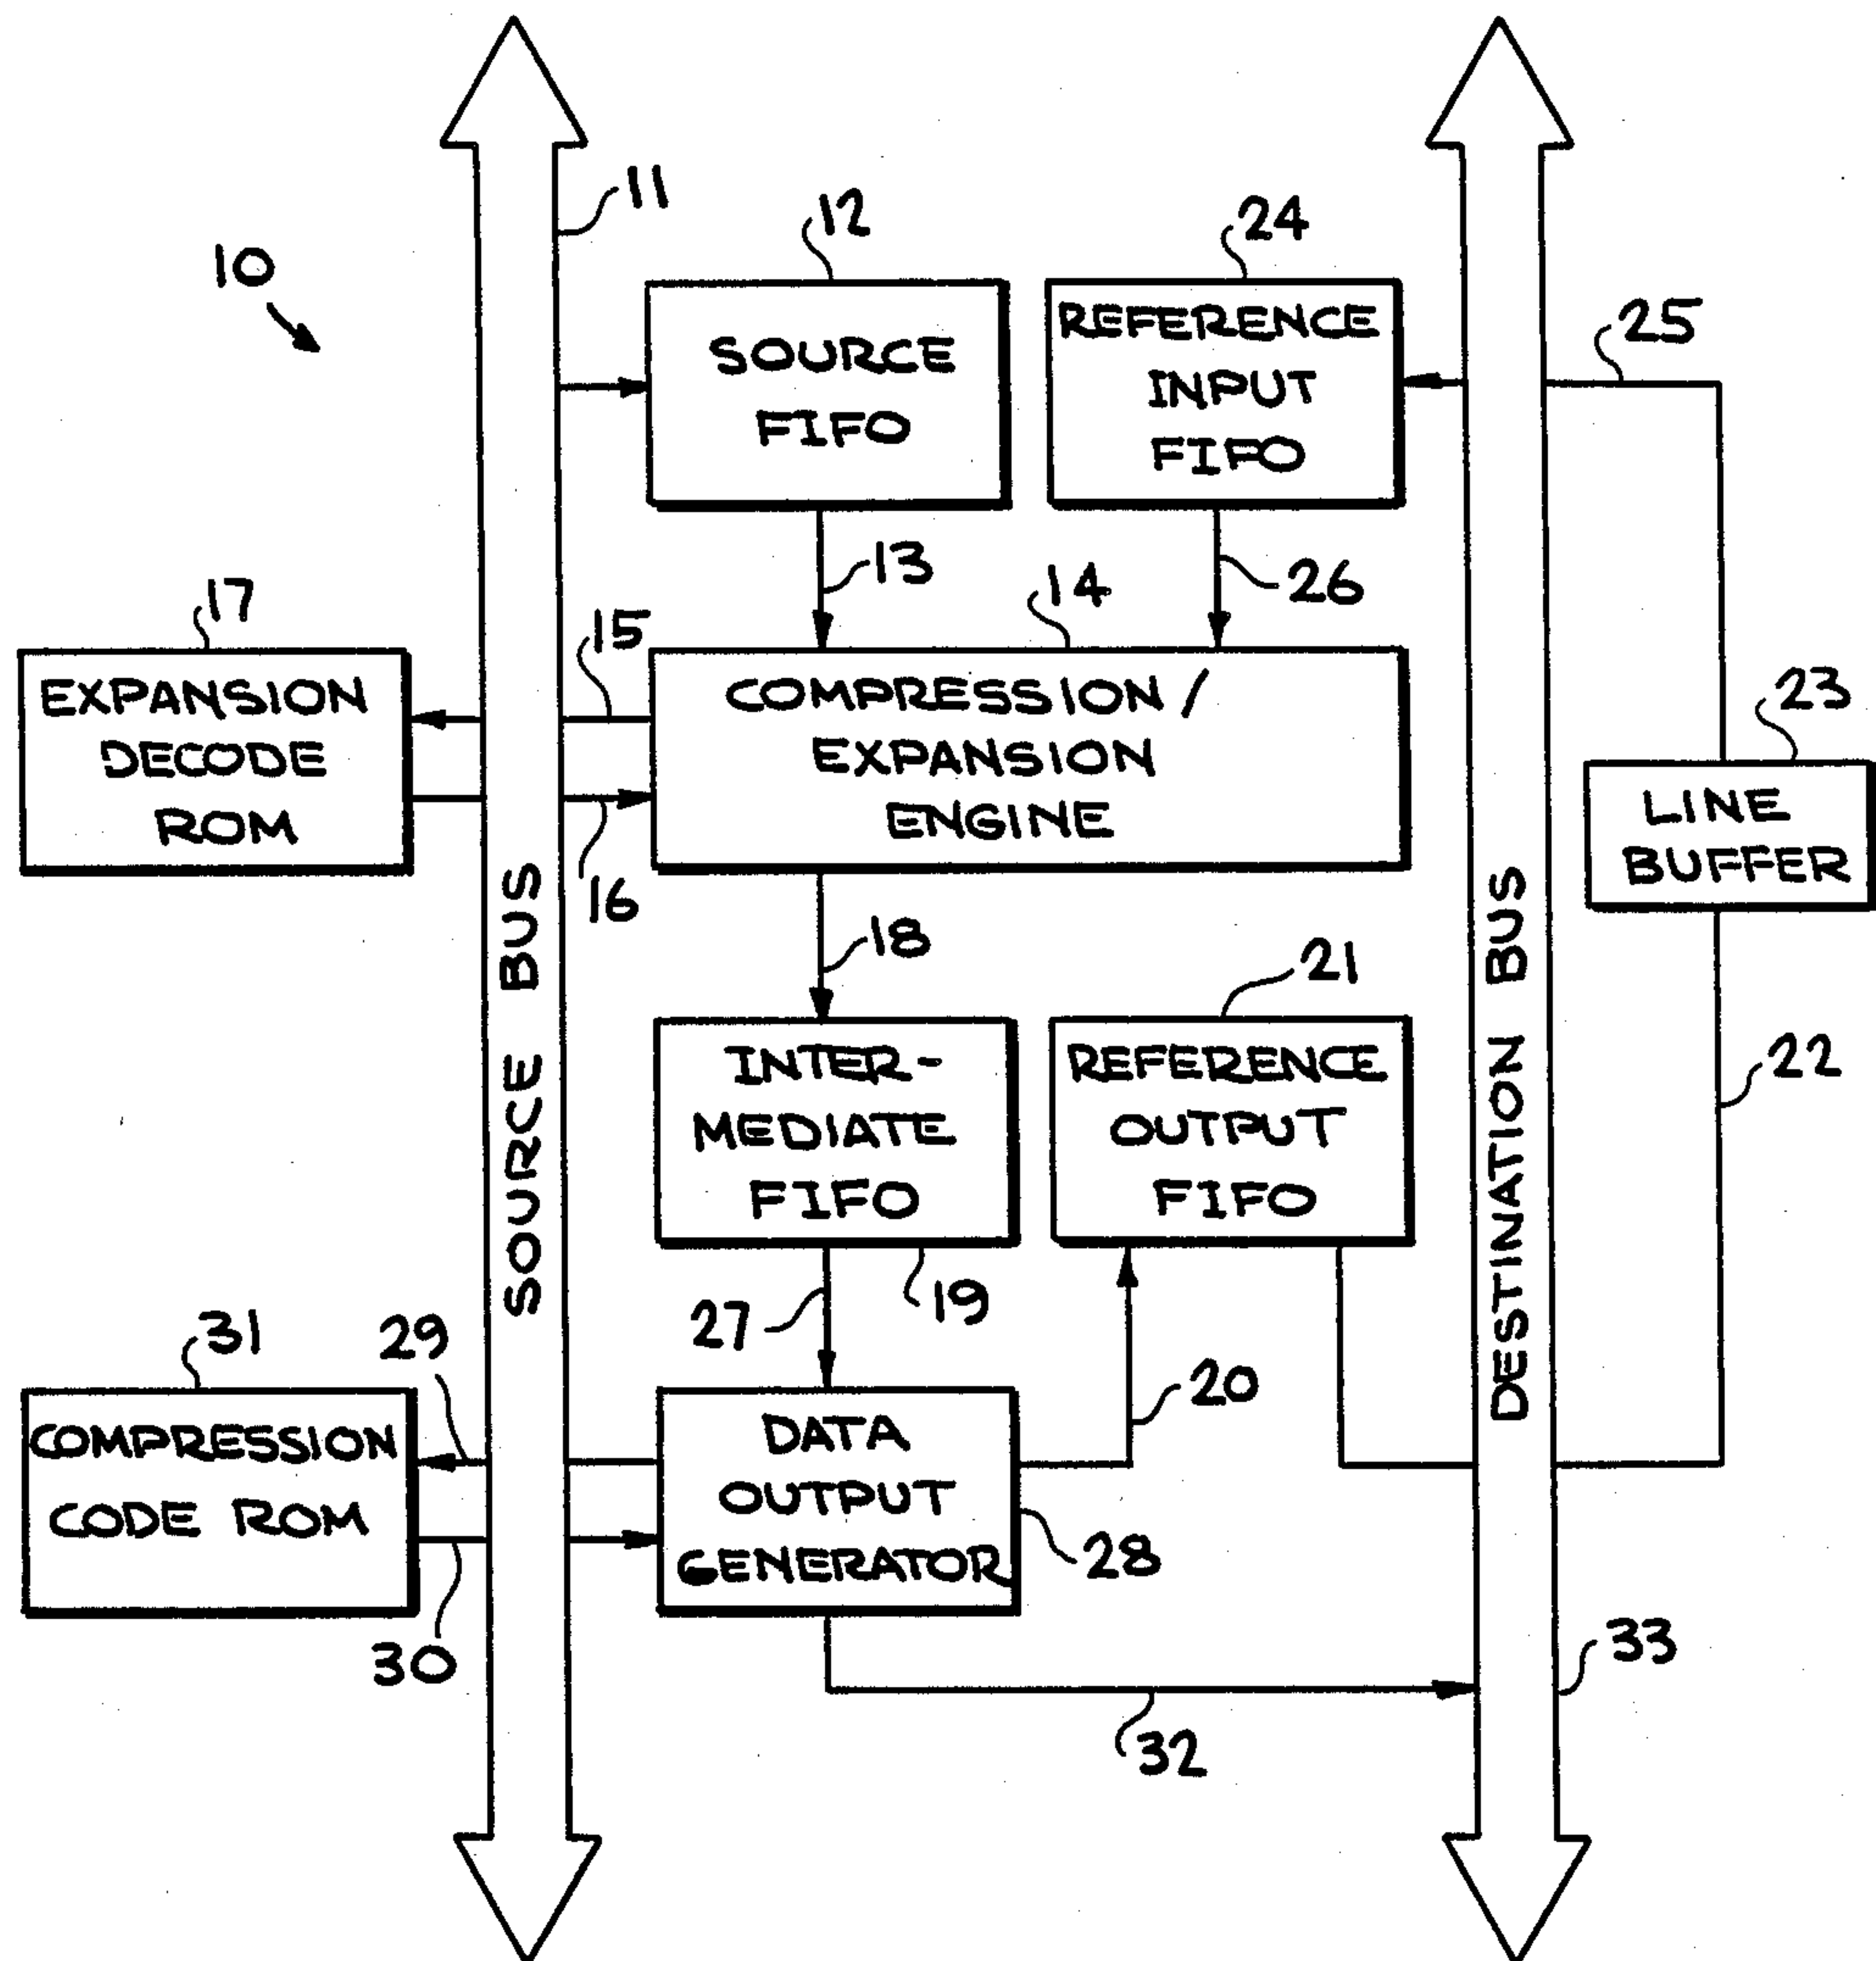 11
12
24
10
25
SOURCE
FIFO
REFERENCE
INPUT
FIFO
13
14
26
17
15
23
EXPANSION
DECODE
ROM
COMPRESSION /
EXPANSION
ENGINE
LINE
BUFFER
16
18
21
SOURCE BUS
DESTINATION BUS
INTER-
MEDIATE
FIFO
REFERENCE
OUTPUT
FIFO
22
27
19
31
29
20
COMPRESSION
CODE ROM
DATA
OUTPUT
GENERATOR
28
30
33
32